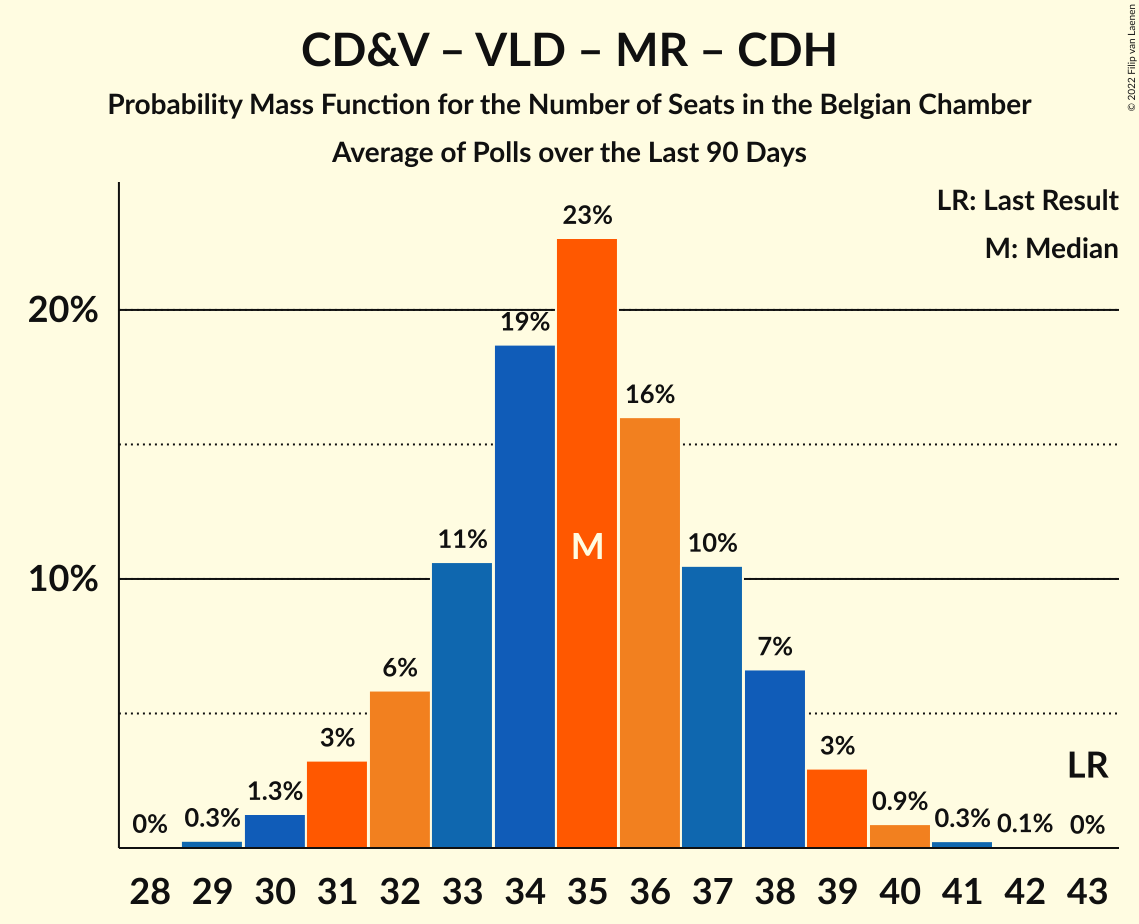 CD&V – VLD – MR – CDH
Probability Mass Function for the Number of Seats in the Belgian Chamber
Average of Polls over the Last 90 Days
© 2022 Filip van Laenen
LR: Last Result
M: Median
20%
10%
0%
0.3%
1.3%
3%
6%
11%
19%
23%
16%
10%
7%
3%
0.9%
0.3%
0.1%
0%
M
LR
28 29 30 31 32 33 34 35 36 37 38 39 40 41 42 43